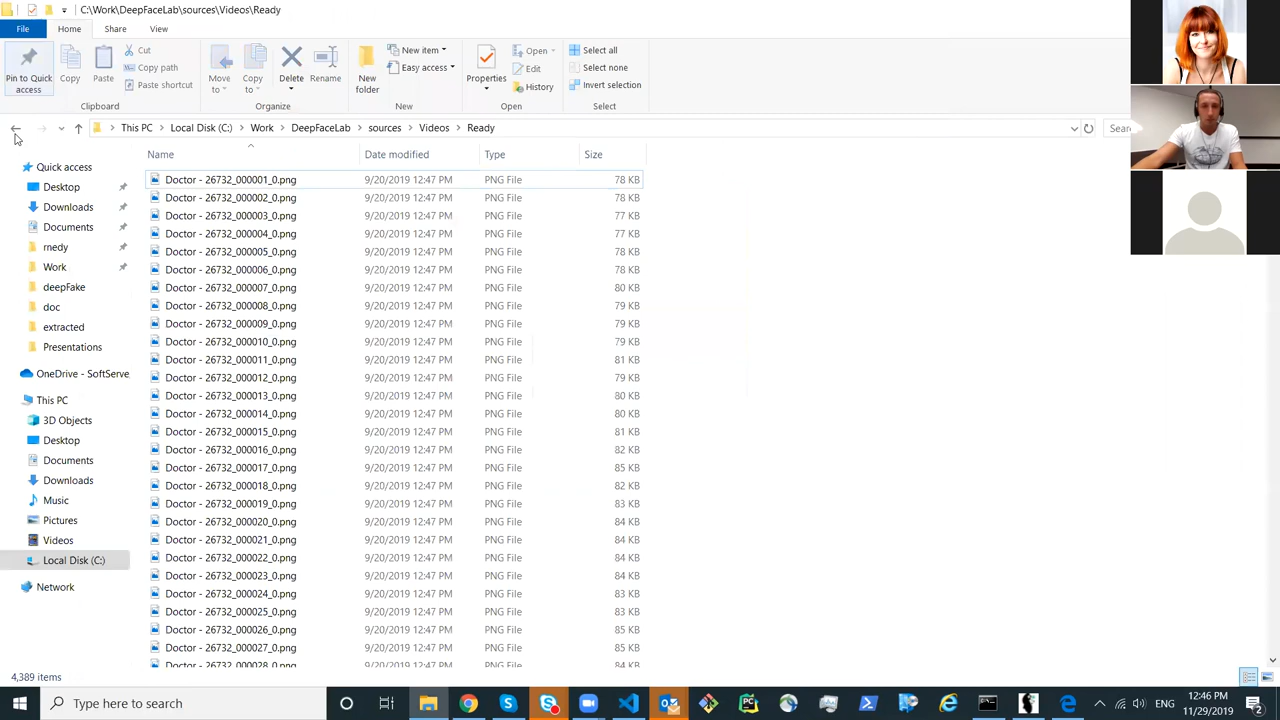 C:\Work\DeepFaceLab\sources\Videos\Ready
File Home Share View
Pin to Quick access
Copy
Paste
Cut
Copy path
Paste shortcut
Clipboard
Move to
Copy to
Delete
Rename
Organize
New folder
New item
Easy access
New
Properties
Open
Edit
History
Open
Select all
Select none
Invert selection
Select
This PC Local Disk (C:) Work DeepFaceLab sources Videos Ready
Sear
Name Date modified Type Size
Quick access
Desktop
Downloads
Documents
rnedy
Work
deepFake
doc
extracted
Presentations
OneDrive - SoftServe,
This PC
3D Objects
Desktop
Documents
Downloads
Music
Pictures
Videos
Local Disk (C:)
Network
Doctor - 26732_000001_0.png 9/20/2019 12:47 PM PNG File 78 KB
Doctor - 26732_000002_0.png 9/20/2019 12:47 PM PNG File 78 KB
Doctor - 26732_000003_0.png 9/20/2019 12:47 PM PNG File 77 KB
Doctor - 26732_000004_0.png 9/20/2019 12:47 PM PNG File 77 KB
Doctor - 26732_000005_0.png 9/20/2019 12:47 PM PNG File 78 KB
Doctor - 26732_000006_0.png 9/20/2019 12:47 PM PNG File 78 KB
Doctor - 26732_000007_0.png 9/20/2019 12:47 PM PNG File 80 KB
Doctor - 26732_000008_0.png 9/20/2019 12:47 PM PNG File 79 KB
Doctor - 26732_000009_0.png 9/20/2019 12:47 PM PNG File 79 KB
Doctor - 26732_000010_0.png 9/20/2019 12:47 PM PNG File 79 KB
Doctor - 26732_000011_0.png 9/20/2019 12:47 PM PNG File 81 KB
Doctor - 26732_000012_0.png 9/20/2019 12:47 PM PNG File 79 KB
Doctor - 26732_000013_0.png 9/20/2019 12:47 PM PNG File 80 KB
Doctor - 26732_000014_0.png 9/20/2019 12:47 PM PNG File 80 KB
Doctor - 26732_000015_0.png 9/20/2019 12:47 PM PNG File 81 KB
Doctor - 26732_000016_0.png 9/20/2019 12:47 PM PNG File 82 KB
Doctor - 26732_000017_0.png 9/20/2019 12:47 PM PNG File 85 KB
Doctor - 26732_000018_0.png 9/20/2019 12:47 PM PNG File 82 KB
Doctor - 26732_000019_0.png 9/20/2019 12:47 PM PNG File 83 KB
Doctor - 26732_000020_0.png 9/20/2019 12:47 PM PNG File 84 KB
Doctor - 26732_000021_0.png 9/20/2019 12:47 PM PNG File 84 KB
Doctor - 26732_000022_0.png 9/20/2019 12:47 PM PNG File 84 KB
Doctor - 26732_000023_0.png 9/20/2019 12:47 PM PNG File 84 KB
Doctor - 26732_000024_0.png 9/20/2019 12:47 PM PNG File 83 KB
Doctor - 26732_000025_0.png 9/20/2019 12:47 PM PNG File 83 KB
Doctor - 26732_000026_0.png 9/20/2019 12:47 PM PNG File 85 KB
Doctor - 26732_000027_0.png 9/20/2019 12:47 PM PNG File 85 KB
Doctor - 26732_000028_0.png 9/20/2019 12:47 PM PNG File 84 KB
4,389 items
Type here to search
ENG
12:46 PM
11/29/2019
2